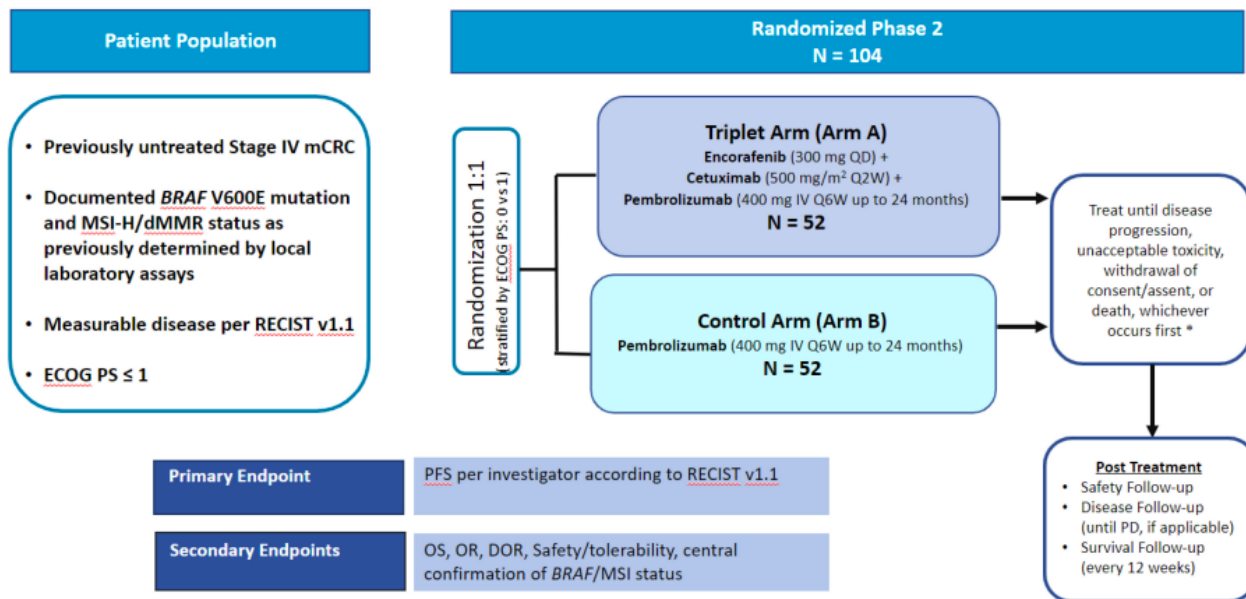 Patient Population
Randomized Phase 2
N = 104
• Previously untreated Stage IV mCRC
• Documented BRAF V600E mutation
and MSI-H/dMMR status as
previously determined by local
laboratory assays
• Measurable disease per RECIST v1.1
• ECOG PS ≤ 1
Randomization 1:1
(stratified by ECOG PS: 0 vs 1)
Triplet Arm (Arm A)
Encorafenib (300 mg QD) +
Cetuximab (500 mg/m² Q2W) +
Pembrolizumab (400 mg IV Q6W up to 24 months)
N = 52
Control Arm (Arm B)
Pembrolizumab (400 mg IV Q6W up to 24 months)
N = 52
Treat until disease
progression,
unacceptable toxicity,
withdrawal of
consent/assent, or
death, whichever
occurs first *
Post Treatment
• Safety Follow-up
• Disease Follow-up
(until PD, if applicable)
• Survival Follow-up
(every 12 weeks)
Primary Endpoint
PFS per investigator according to RECIST v1.1
Secondary Endpoints
OS, OR, DOR, Safety/tolerability, central
confirmation of BRAF/MSI status